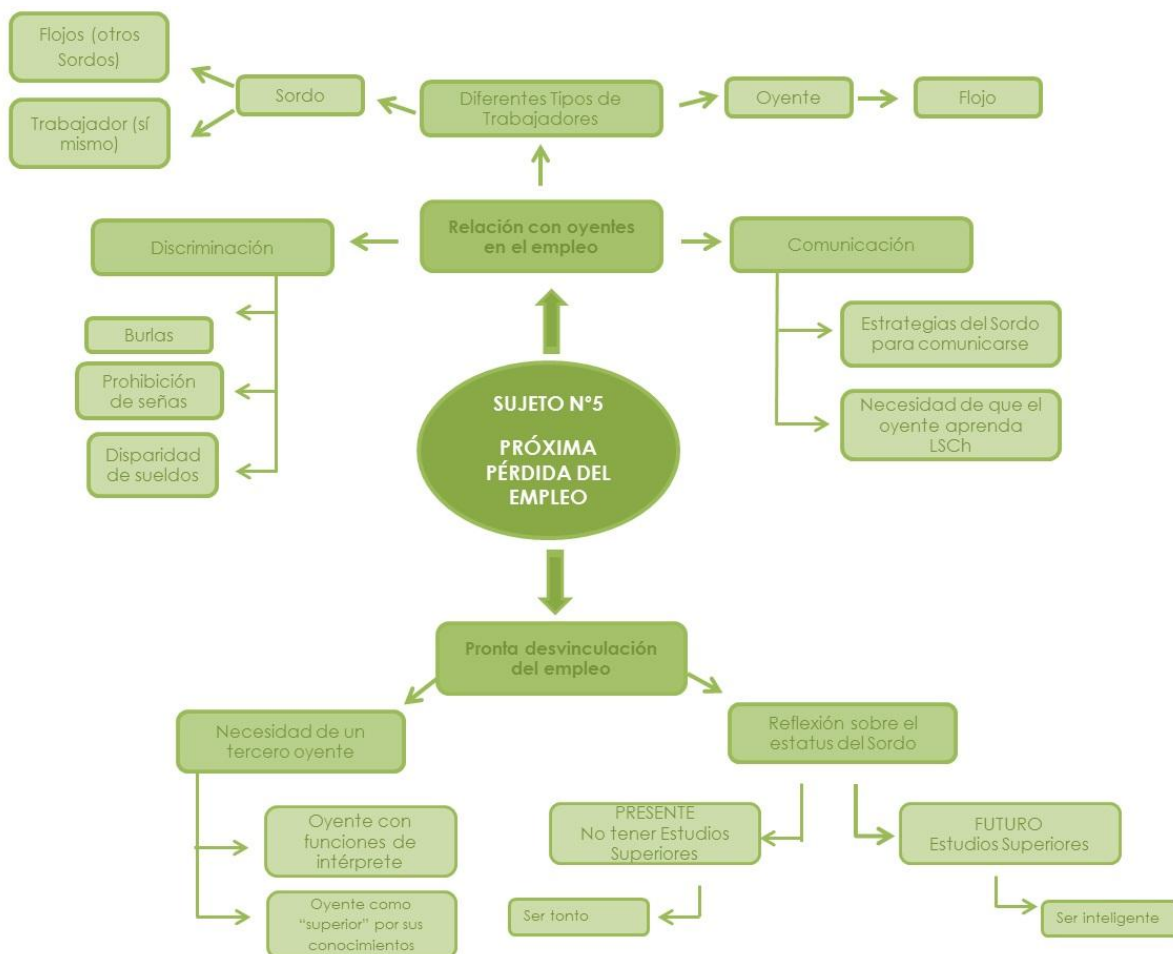 Flojos (otros
Sordos)
Sordo
Trabajador (sí
mismo)
Diferentes Tipos de
Trabajadores
Oyente
Flojo
Relación con oyentes
en el empleo
Discriminación
Burlas
Prohibición
de señas
Disparidad
de sueldos
Comunicación
Estrategias del Sordo
para comunicarse
Necesidad de que el
oyente aprenda
LSCh
SUJETO N°5
PRÓXIMA
PÉRDIDA DEL
EMPLEO
Pronta desvinculación
del empleo
Necesidad de un
tercero oyente
Oyente con
funciones de
intérprete
Oyente como
“superior” por sus
conocimientos
Reflexión sobre el
estatus del Sordo
PRESENTE
No tener Estudios
Superiores
Ser tonto
FUTURO
Estudios Superiores
Ser inteligente